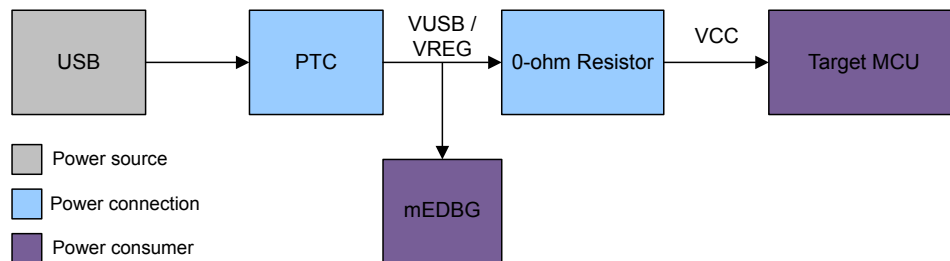 USB
PTC
VUSB /
VREG
0-ohm Resistor
VCC
Target MCU
mEDBG
Power source
Power connection
Power consumer